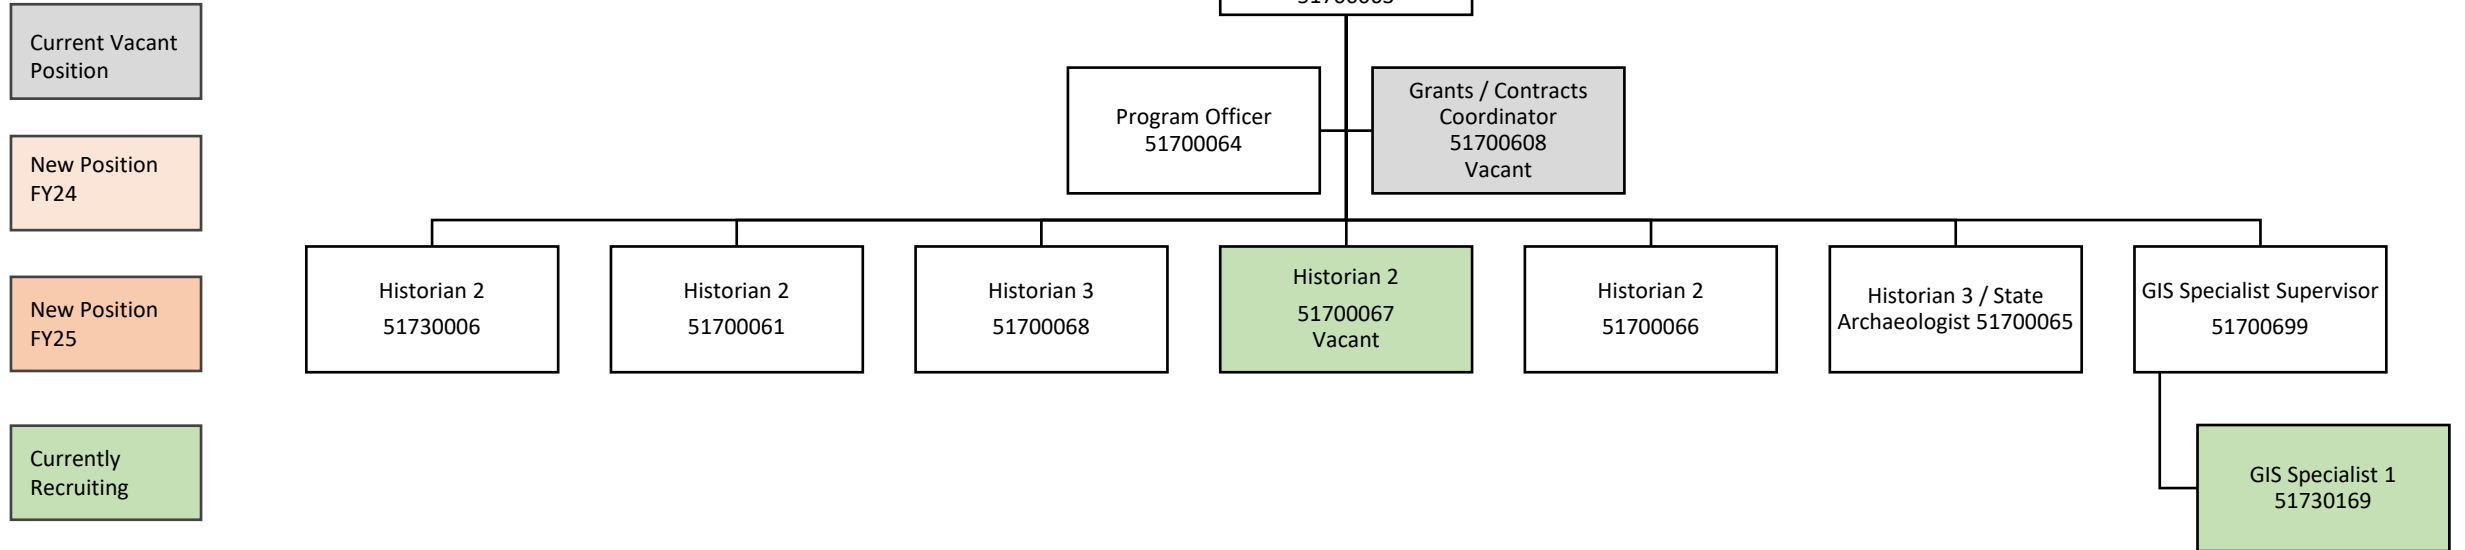 Current Vacant
Position
New Position
FY24
New Position
FY25
Currently
Recruiting
Program Officer
51700064
Grants / Contracts
Coordinator
51700608
Vacant
Historian 2
51730006
Historian 2
51700061
Historian 3
51700068
Historian 2
51700067
Vacant
Historian 2
51700066
Historian 3 / State
Archaeologist 51700065
GIS Specialist Supervisor
51700699
GIS Specialist 1
51730169